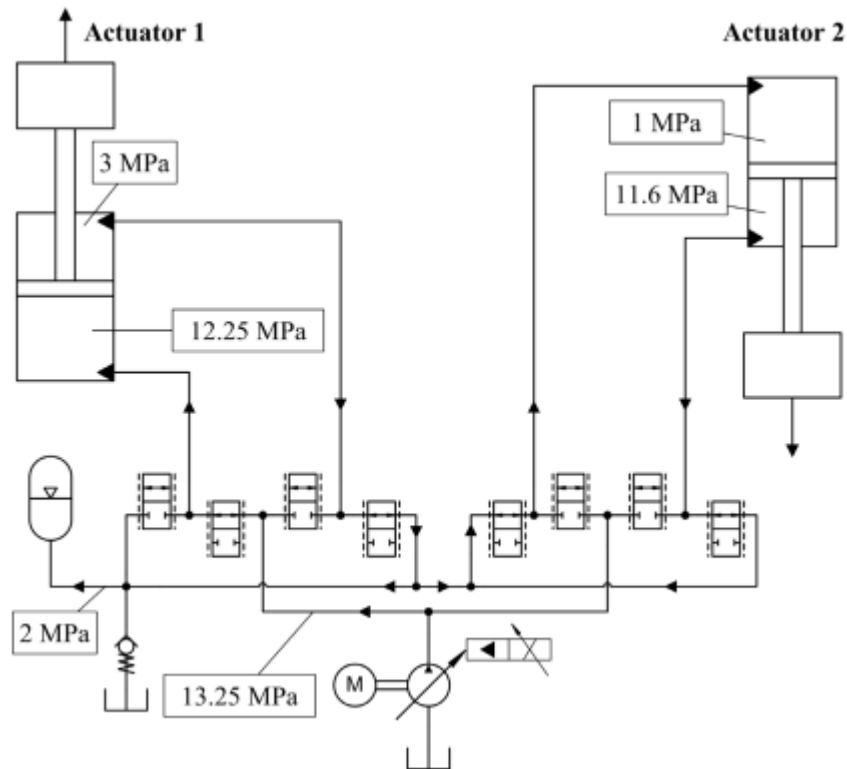 Actuator 1
Actuator 2
1 MPa
3 MPa
11.6 MPa
12.25 MPa
2 MPa
13.25 MPa
M